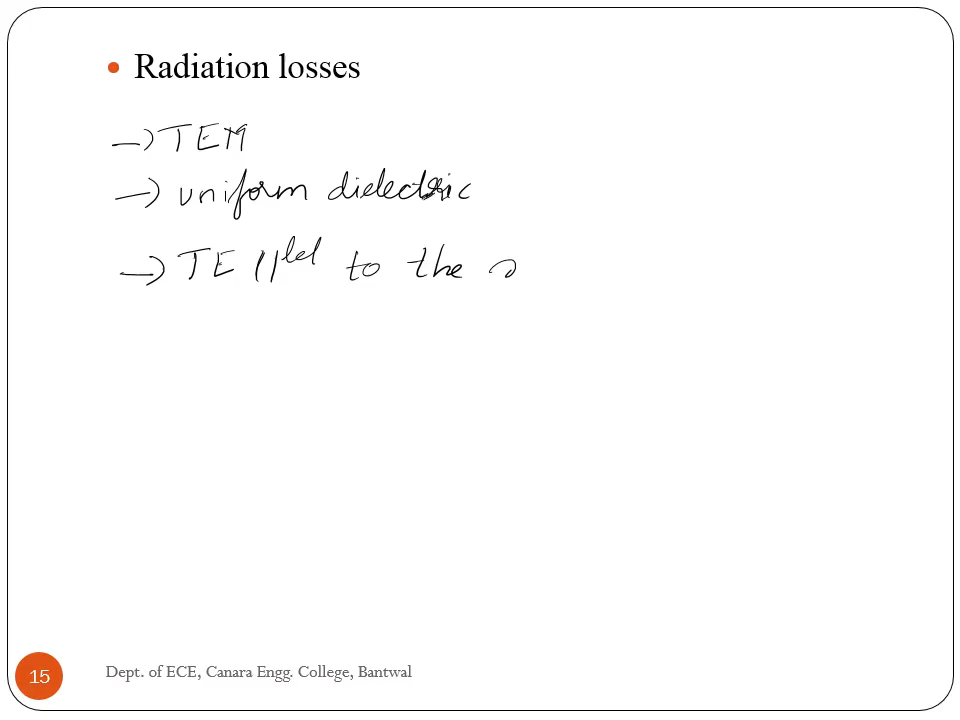 • Radiation losses
→ TEM
→ uniform dielectric
→ TE ||lel to the
15 Dept. of ECE, Canara Engg. College, Bantwal